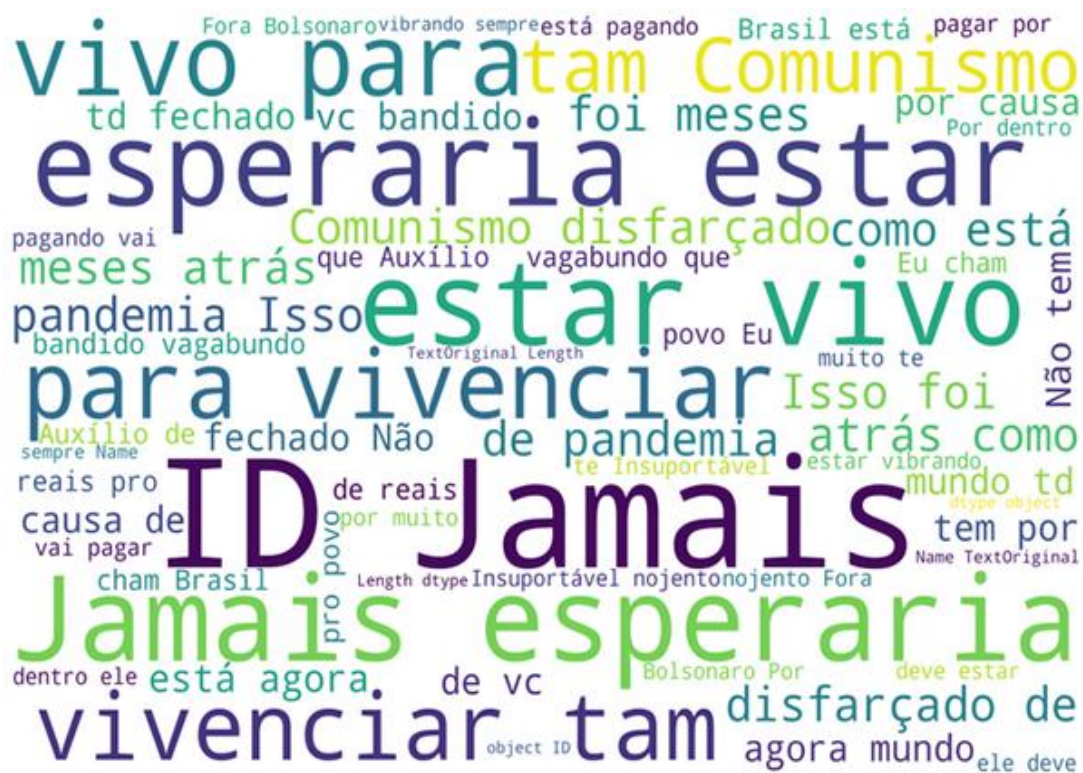 Fora Bolsonaro vibrando sempre está pagando Brasil está pagar por
vivo para tam Comunismo
td fechado vc bandido foi meses por causa
Por dentro
esperaria estar
Comunismo disfarçado como está
pagando vai
meses atrás que Auxílio vagabundo que Eu cham
Não tem
pandemia Isso estar vivo
povo Eu
bandido vagabundo TextOriginal Length muito te
para vivenciar Isso foi
Auxílio de fechado Não de pandemia atrás como
sempre Name te Insuportável estar vibrando
reais pro de reais mundo td
ID Jamais
dtype object
causa de por muito tem por
vai pagar Name TextOriginal
pro povo
cham Brasil Length dtype Insuportável nojento nojento Fora
Jamais esperaria
dentro ele está agora de vc Bolsonaro Por deve estar
vivenciar tam disfarçado de
object ID agora mundo ele deve